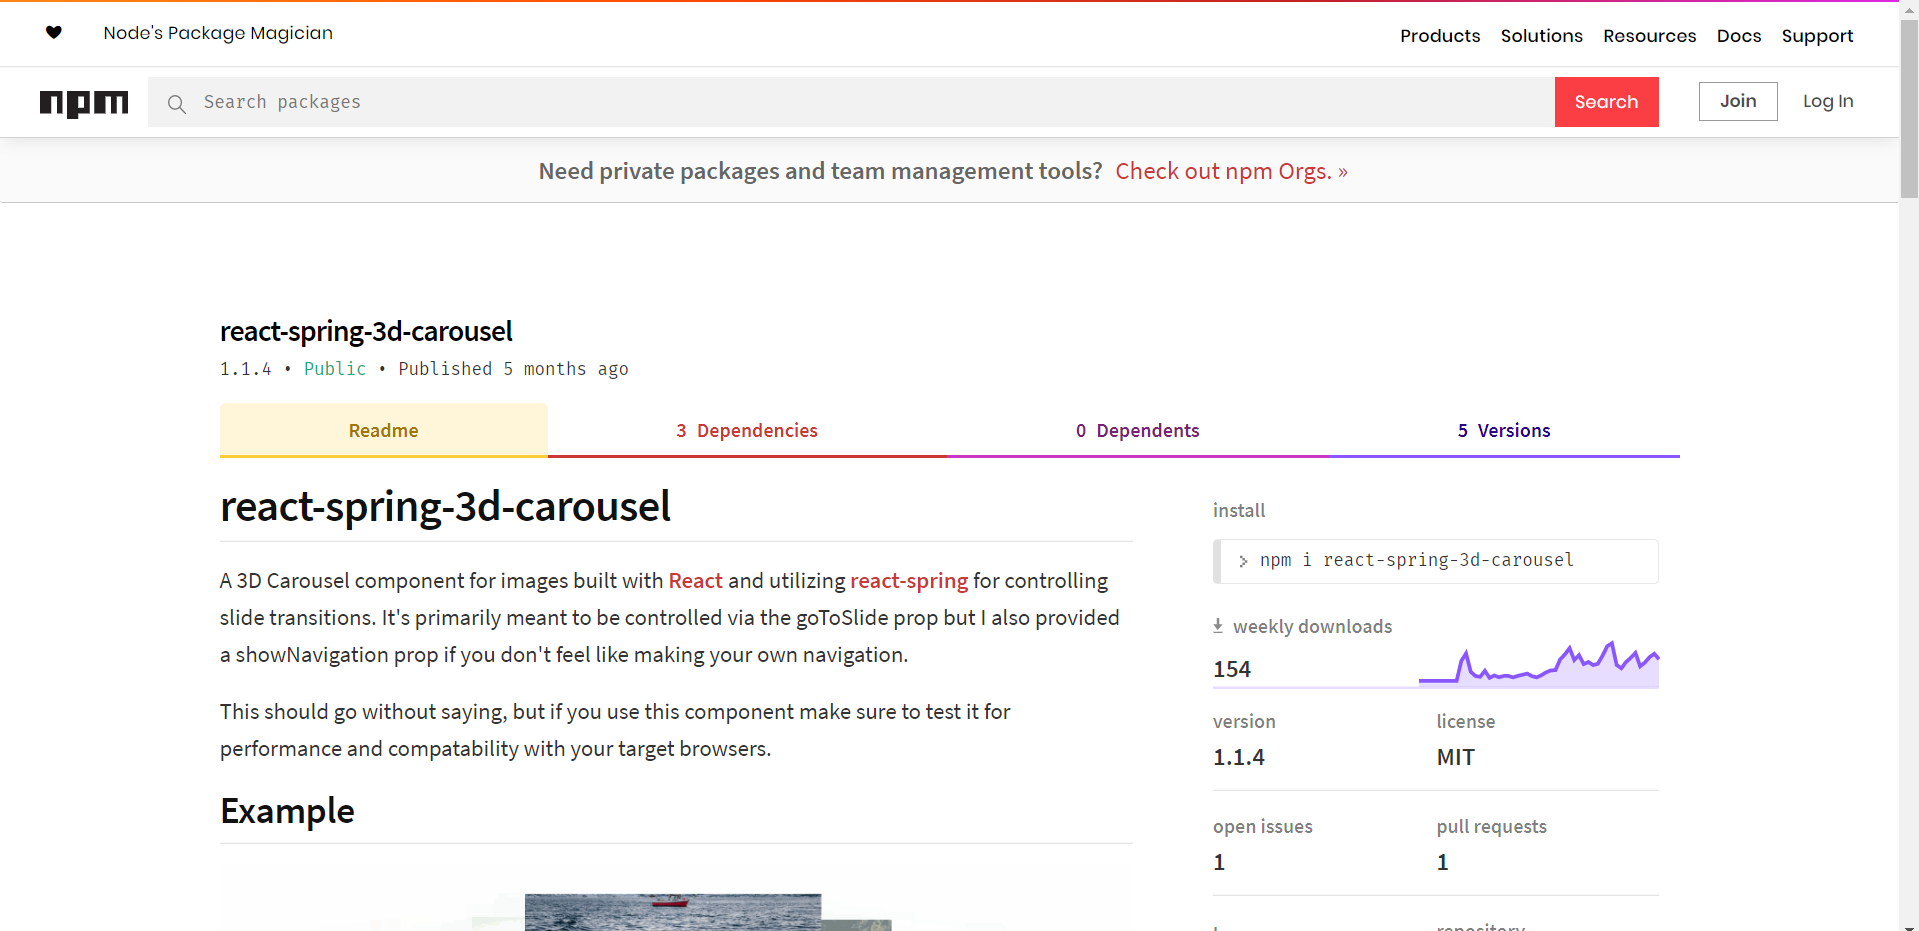 Node's Package Magician
Products Solutions Resources Docs Support
npm
Search packages
Search
Join
Log In
Need private packages and team management tools? Check out npm Orgs. »
react-spring-3d-carousel
1.1.4 • Public • Published 5 months ago
Readme
3 Dependencies
0 Dependents
5 Versions
react-spring-3d-carousel
A 3D Carousel component for images built with React and utilizing react-spring for controlling
slide transitions. It's primarily meant to be controlled via the goToSlide prop but I also provided
a showNavigation prop if you don't feel like making your own navigation.
This should go without saying, but if you use this component make sure to test it for
performance and compatability with your target browsers.
Example
install
> npm i react-spring-3d-carousel
weekly downloads
154
version
1.1.4
license
MIT
open issues
1
pull requests
1
repository